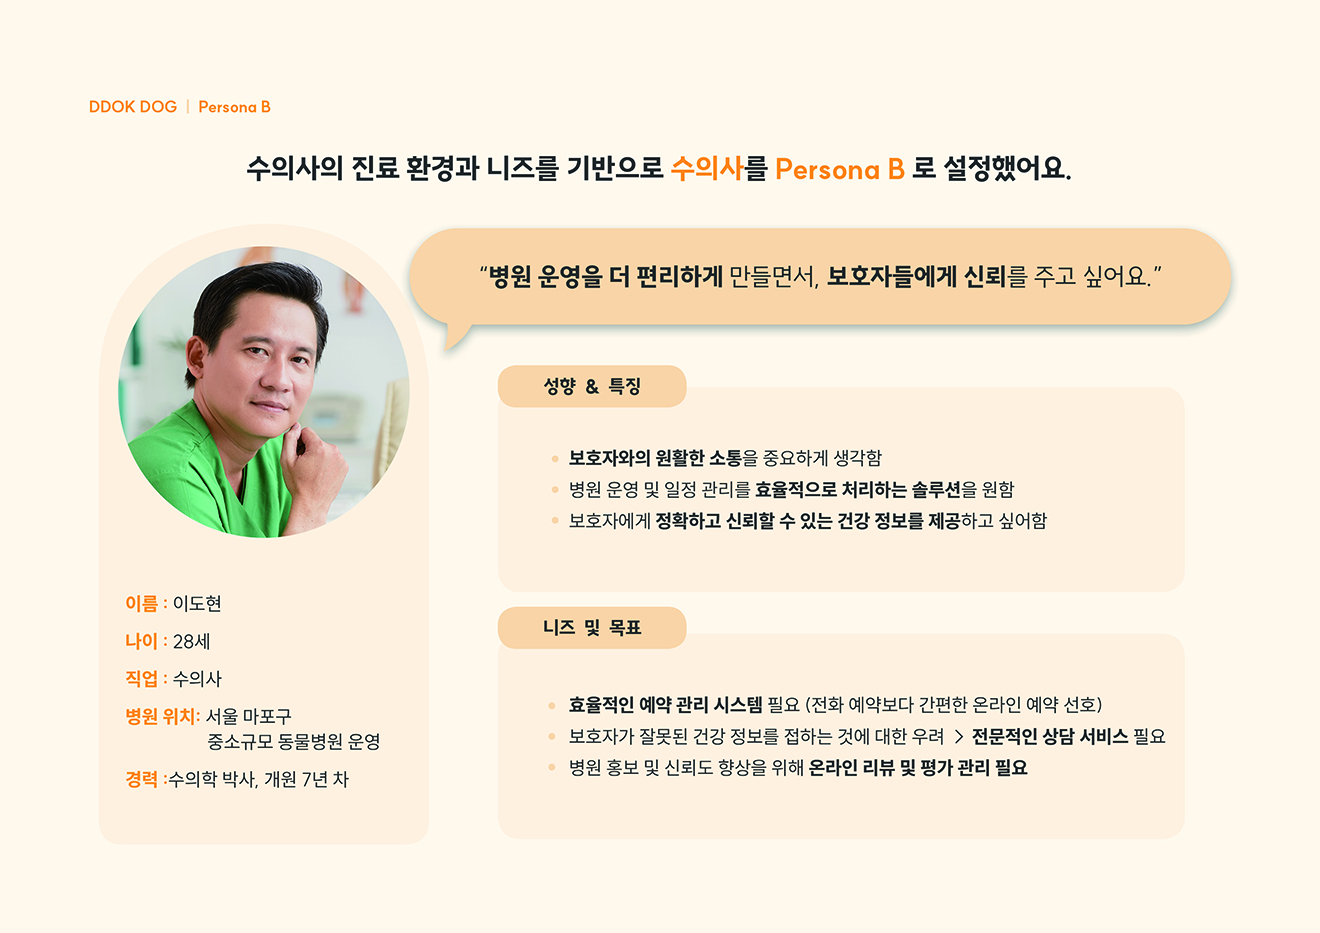 DDOK DOG | Persona B
수의사의 진료 환경과 니즈를 기반으로 수의사를 Persona B 로 설정했어요.
“병원 운영을 더 편리하게 만들면서, 보호자들에게 신뢰를 주고 싶어요.”
이름 : 이도현
나이 : 28세
직업 : 수의사
병원 위치: 서울 마포구
중소규모 동물병원 운영
경력 :수의학 박사, 개원 7년 차
성향 & 특징
보호자와의 원활한 소통을 중요하게 생각함
병원 운영 및 일정 관리를 효율적으로 처리하는 솔루션을 원함
보호자에게 정확하고 신뢰할 수 있는 건강 정보를 제공하고 싶어함
니즈 및 목표
효율적인 예약 관리 시스템 필요 (전화 예약보다 간편한 온라인 예약 선호)
보호자가 잘못된 건강 정보를 접하는 것에 대한 우려 > 전문적인 상담 서비스 필요
병원 홍보 및 신뢰도 향상을 위해 온라인 리뷰 및 평가 관리 필요